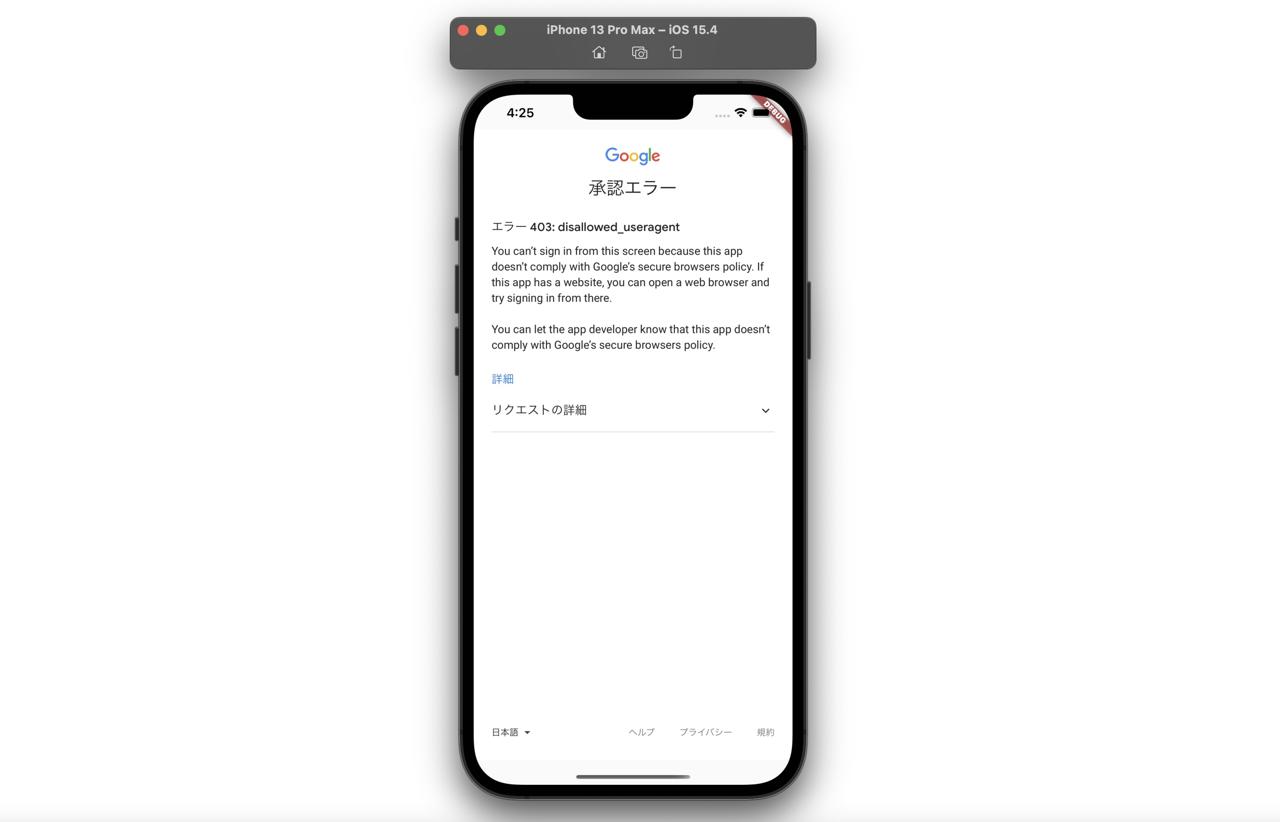 iPhone 13 Pro Max – iOS 15.4
4:25
DEBUG
Google
承認エラー
エラー 403: disallowed_useragent
You can’t sign in from this screen because this app
doesn’t comply with Google’s secure browsers policy. If
this app has a website, you can open a web browser and
try signing in from there.
You can let the app developer know that this app doesn’t
comply with Google’s secure browsers policy.
詳細
リクエストの詳細
日本語 ヘルプ プライバシー 規約